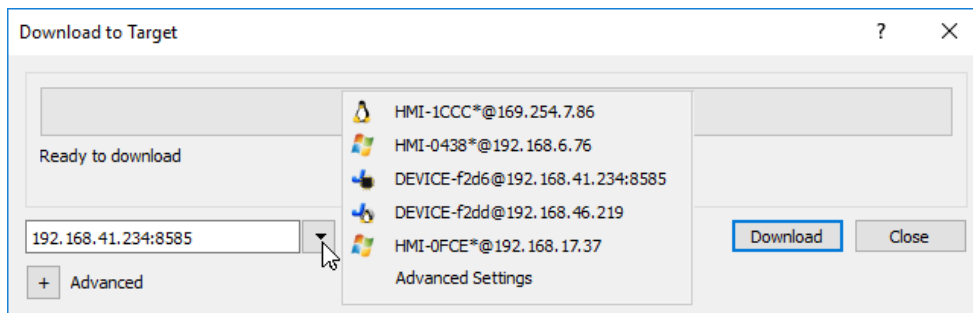 Download to Target
?
HMI-1CCC*@169.254.7.86
HMI-0438*@192.168.6.76
Ready to download
DEVICE-f2d6@192.168.41.234:8585
DEVICE-f2dd@192.168.46.219
192.168.41.234:8585
HMI-0FCE*@192.168.17.37
Download
Close
+ Advanced
Advanced Settings